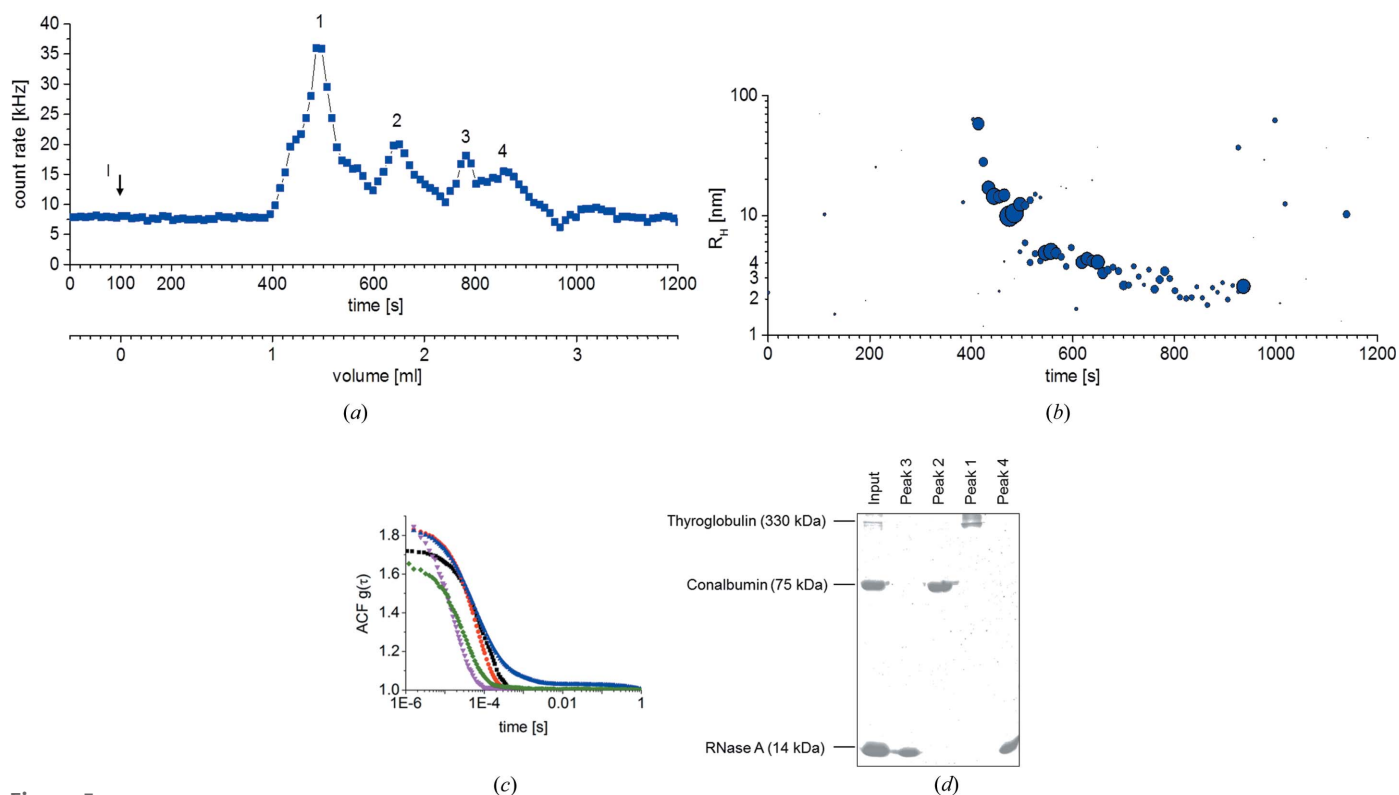 40
35
30
25
20
15
10
5
0
count rate [kHz]
1
2
3
4
I
0 100 200 400 600 800 1000 1200
time [s]
0 1 2 3
volume [ml]
(a)
100
10
4
3
2
1
R_H [nm]
0 200 400 600 800 1000 1200
time [s]
(b)
1.8
1.6
1.4
1.2
1.0
ACF g(τ)
1E-6 1E-4 0.01 1
time [s]
(c)
Input
Peak 3
Peak 2
Peak 1
Peak 4
Thyroglobulin (330 kDa)
Conalbumin (75 kDa)
RNase A (14 kDa)
(d)